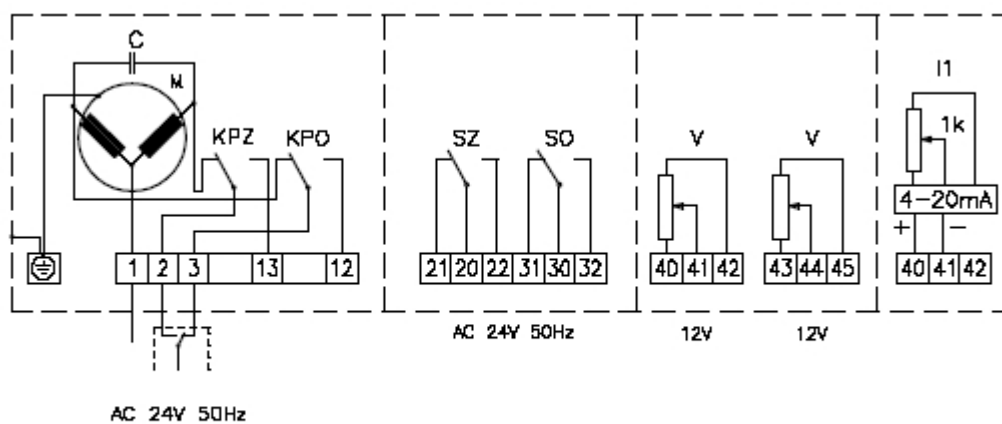 C
M
KPZ KPO
1 2 3 13 12
AC 24V 50Hz
SZ SO
21 20 22 31 30 32
AC 24V 50Hz
V V
40 41 42 43 44 45
12V 12V
I1
1k
4-20mA
+ -
40 41 42